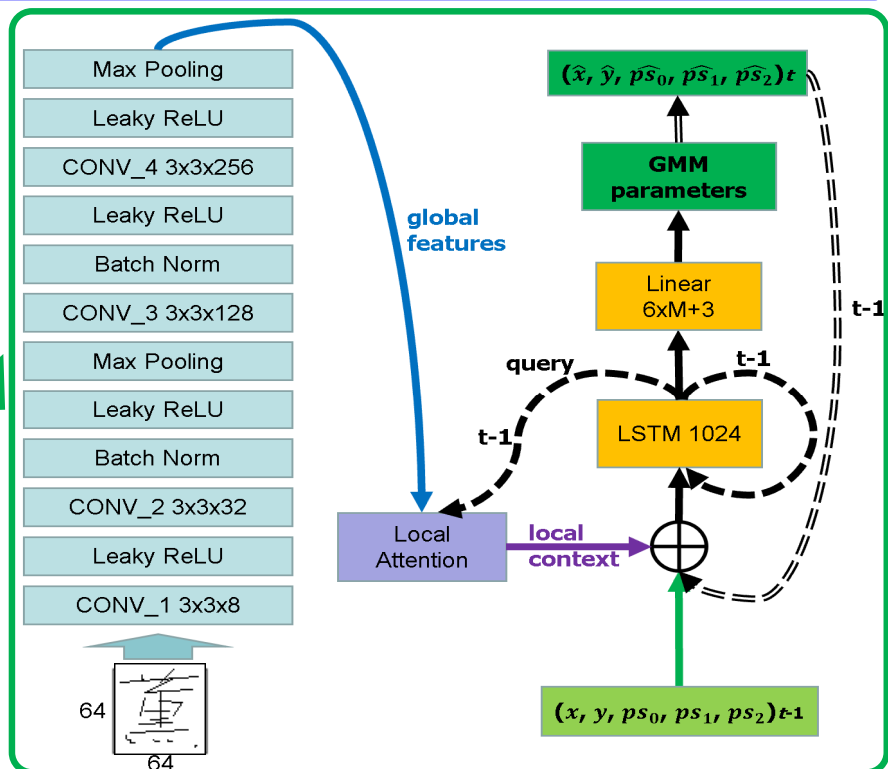 Max Pooling
Leaky ReLU
CONV_4 3x3x256
Leaky ReLU
Batch Norm
CONV_3 3x3x128
Max Pooling
Leaky ReLU
Batch Norm
CONV_2 3x3x32
Leaky ReLU
CONV_1 3x3x8
64
64
global
features
Local
Attention
local
context
query
t-1
(x̂, ŷ, p̂s₀, p̂s₁, p̂s₂)t
GMM
parameters
Linear
6xM+3
t-1
LSTM 1024
t-1
(x, y, ps₀, ps₁, ps₂)t-1